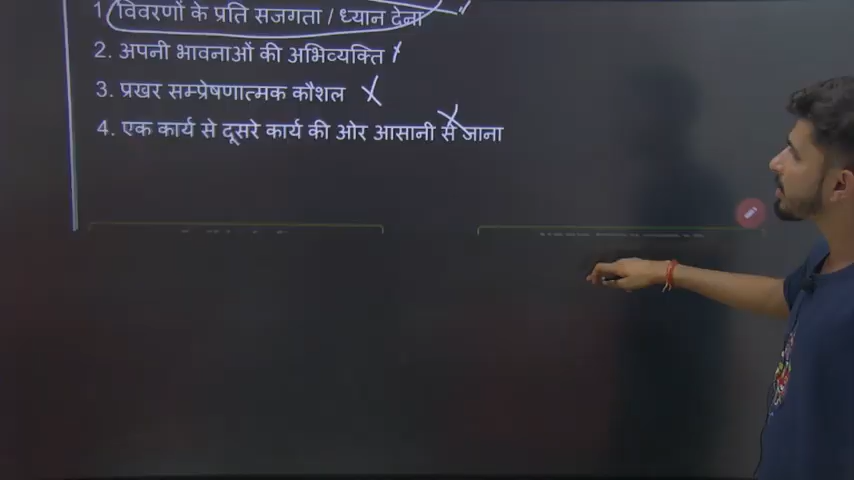 1 विवरणों के प्रति सजगता / ध्यान देना
2. अपनी भावनाओं की अभिव्यक्ति
3. प्रखर सम्प्रेषणात्मक कौशल
4. एक कार्य से दूसरे कार्य की ओर आसानी से जाना